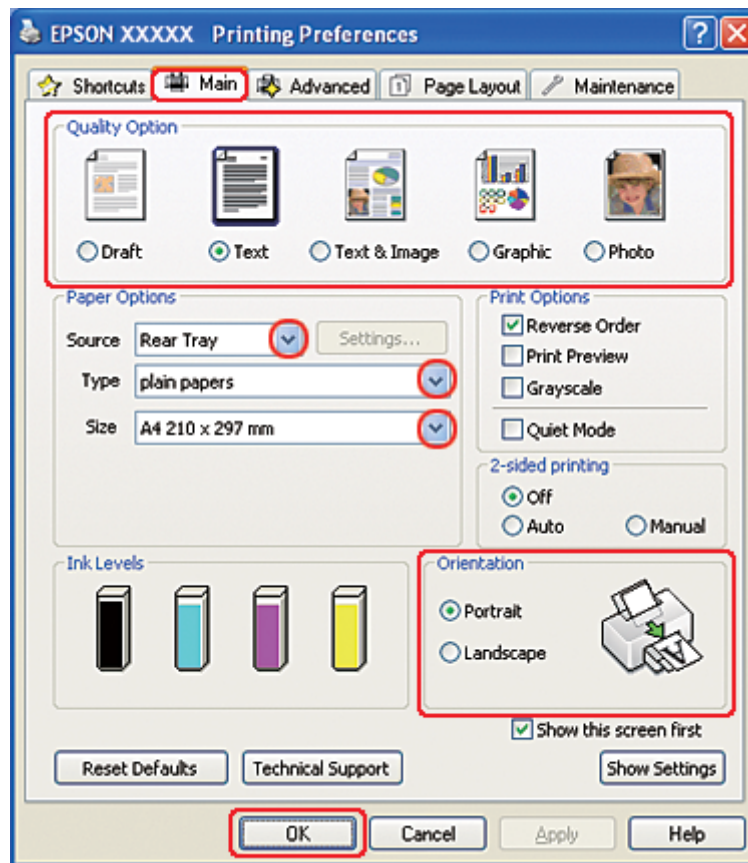 EPSON XXXXX Printing Preferences
Shortcuts Main Advanced Page Layout Maintenance
Quality Option
Draft Text Text & Image Graphic Photo
Paper Options
Source Rear Tray Settings...
Type plain papers
Size A4 210 x 297 mm
Print Options
Reverse Order
Print Preview
Grayscale
Quiet Mode
2-sided printing
Off
Auto Manual
Ink Levels
Orientation
Portrait
Landscape
Show this screen first
Reset Defaults Technical Support Show Settings
OK Cancel Apply Help